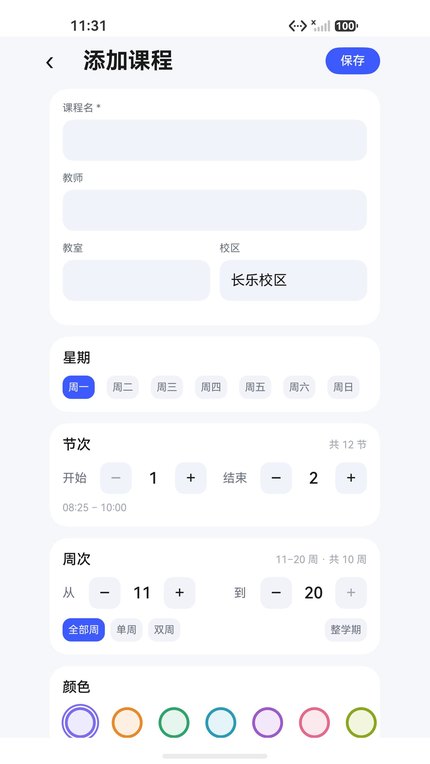 11:31
100
添加课程
保存
课程名 *
教师
教室
校区
长乐校区
星期
周一 周二 周三 周四 周五 周六 周日
节次
共 12 节
开始 − 1 + 结束 − 2 +
08:25 – 10:00
周次
11–20 周 · 共 10 周
从 − 11 + 到 − 20 +
全部周 单周 双周 整学期
颜色